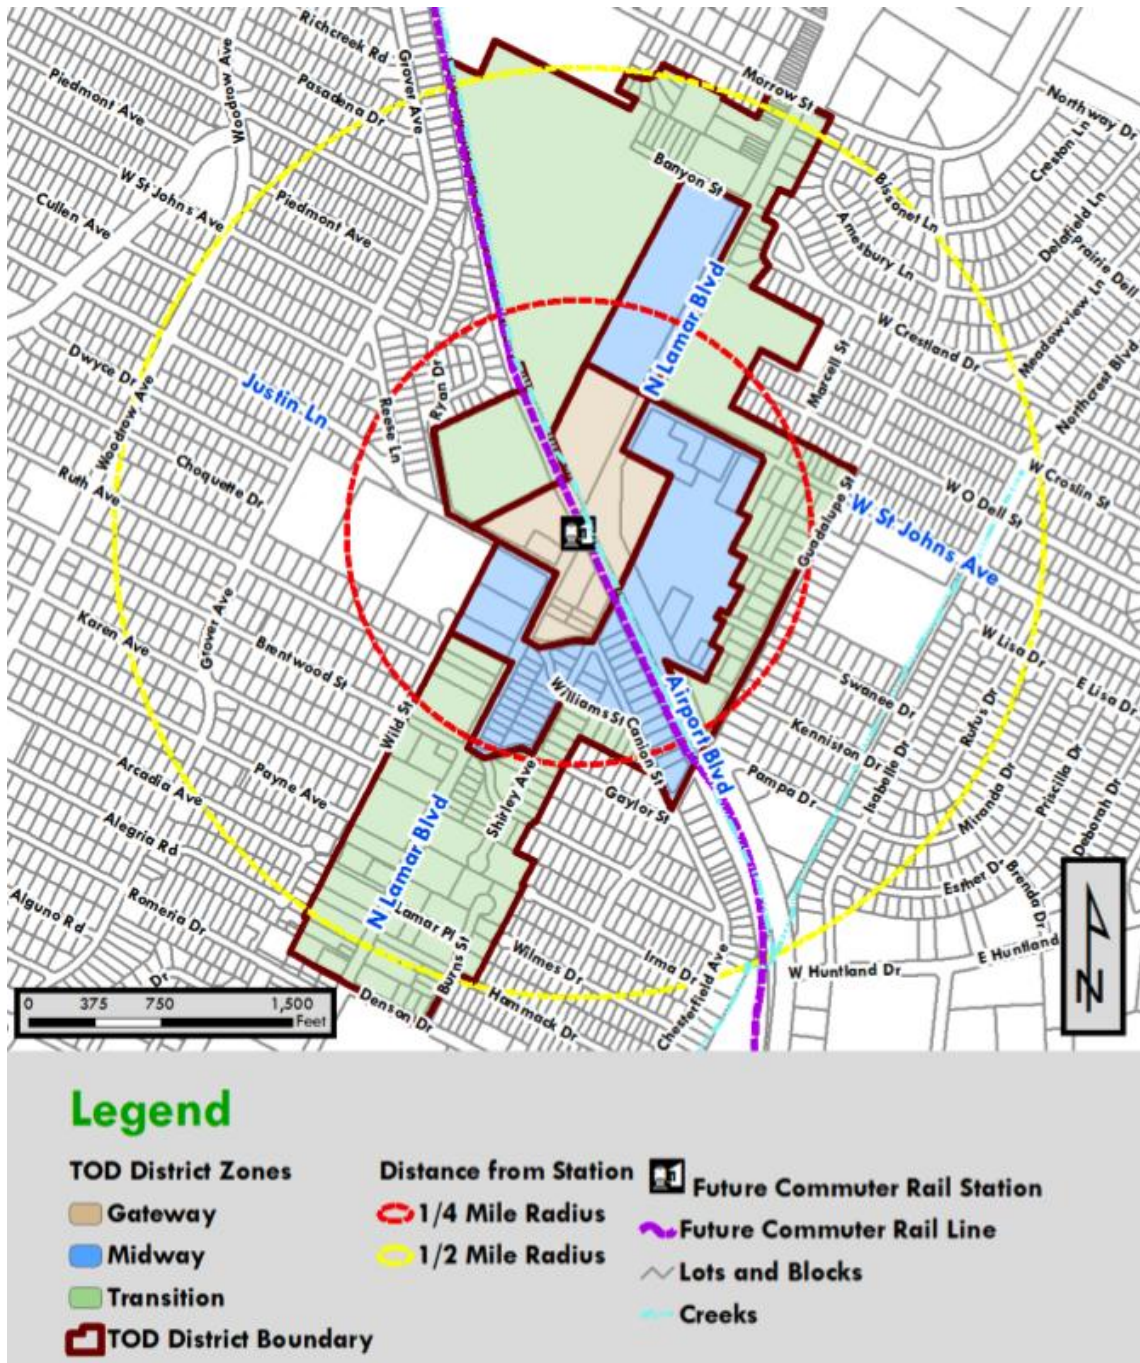 Richcreek Rd
Grover Ave
Woodrow Ave
Piedmont Ave
Pasadena Dr
Morrow St
Northway Dr
Creston Ln
Banyon St
W St Johns Ave
Piedmont Ave
Cullen Ave
Bissonet Ln
Delafield Ln
Amesbury Ln
Prairie Dell
Meadowview Ln
N Lamar Blvd
W Crestland Dr
Northcrest Blvd
Dwyce Dr
Justin Ln
Ryan Dr
Reese Ln
Marcell St
Woodrow Ave
Choquette Dr
Ruth Ave
W Croslin St
W O Dell St
Guadalupe St
W St Johns Ave
Karen Ave
Grover Ave
Brentwood St
W Lisa Dr
E Lisa Dr
Swanee Dr
Rufus Dr
Williams St
Airport Blvd
Wild St
Canion St
Kenniston Dr
Isabelle Dr
Arcadia Ave
Payne Ave
Shirley Ave
Gaylor St
Pampa Dr
Miranda Dr
Priscilla Dr
Deborah Dr
Alegria Rd
N Lamar Blvd
Esther Dr
Brenda Dr
Alguno Rd
Romeria Dr
Lamar Pl
Burns St
Wilmes Dr
Irma Dr
Chesterfield Ave
W Huntland Dr
E Huntland
Dr
Denson Dr
Hammack Dr
N
0 375 750 1,500
Feet
Legend
TOD District Zones
Gateway
Midway
Transition
TOD District Boundary
Distance from Station
1/4 Mile Radius
1/2 Mile Radius
Future Commuter Rail Station
Future Commuter Rail Line
Lots and Blocks
Creeks